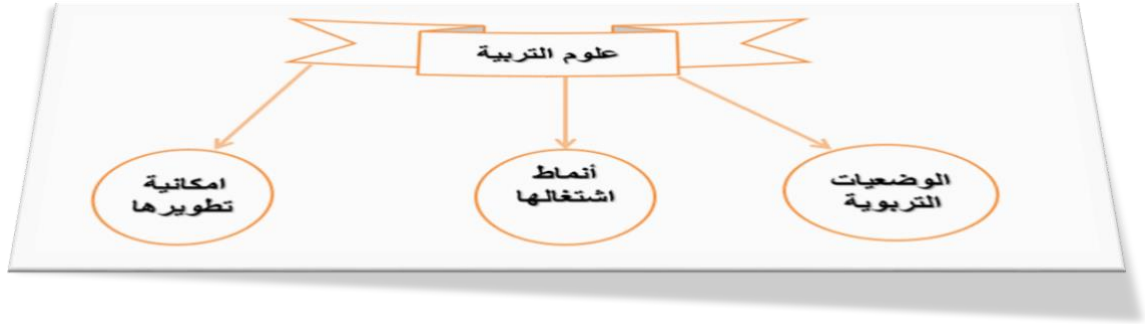 علوم التربية
الوضعيات
التربوية
أنماط
اشتغالها
امكانية
تطويرها